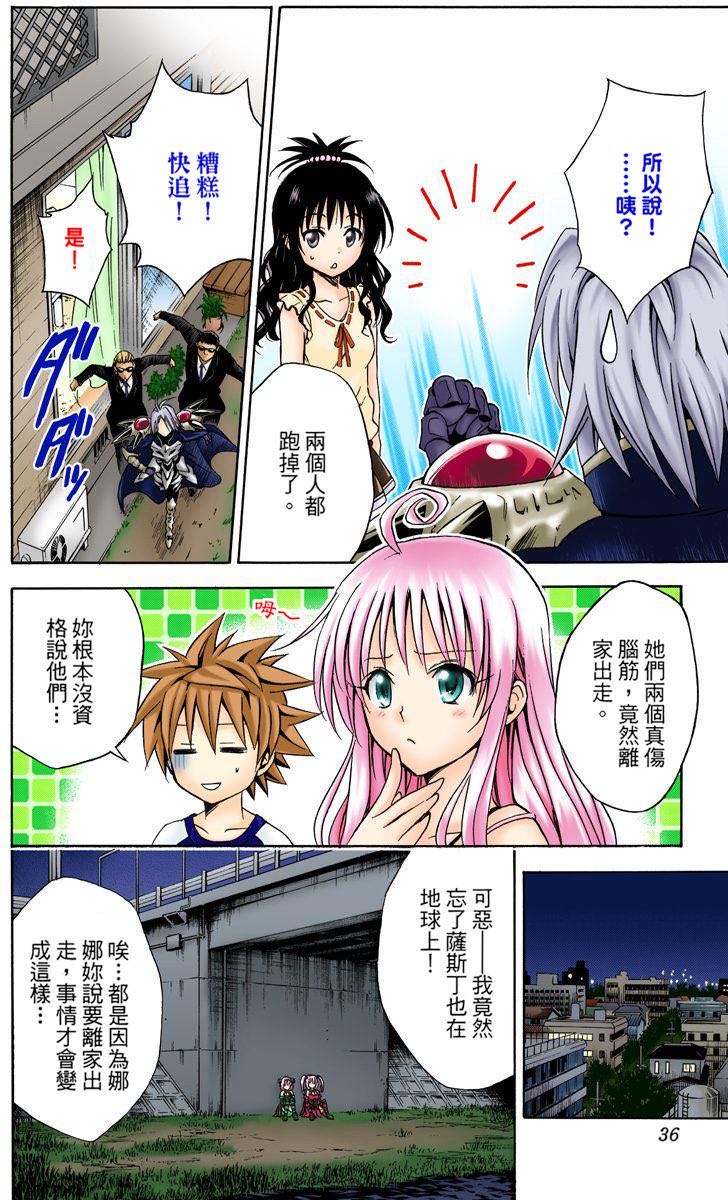 所以說！
……咦？
兩個人都
跑掉了。
糟糕！
快追！
是！
ダダッ
她們兩個真傷
腦筋，竟然離
家出走。
嗯～
妳根本沒資
格說他們…
可惡──我竟然
忘了薩斯丁也在
地球上！
唉…都是因為娜
娜妳說要離家出
走，事情才會變
成這樣…
36